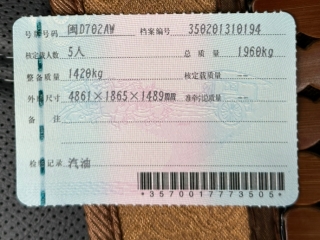 号牌号码 闽D702AW 档案编号 350201310194
核定载人数 5人 总质量 1960kg
整备质量 1420kg 核定载质量 --
外廓尺寸 4861×1865×1489mm 准牵引总质量 --
备注
检验记录 汽油
*3570017773505*